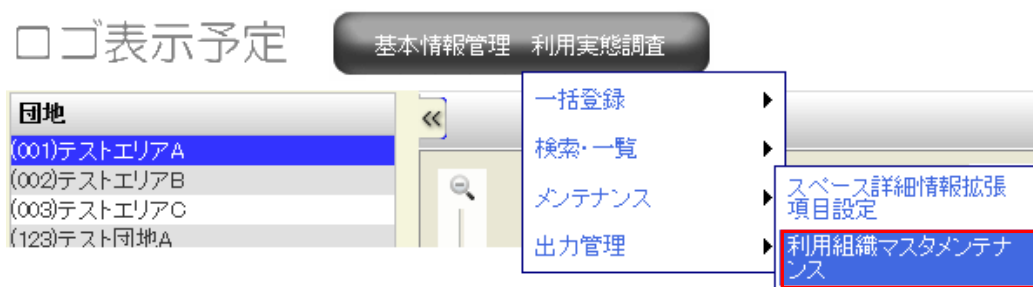 ロゴ表示予定
基本情報管理 利用実態調査
団地
(001)テストエリアA
(002)テストエリアB
(003)テストエリアC
(123)テスト団地A
«
一括登録
検索・一覧
メンテナンス
出力管理
スペース詳細情報拡張
項目設定
利用組織マスタメンテナ
ンス